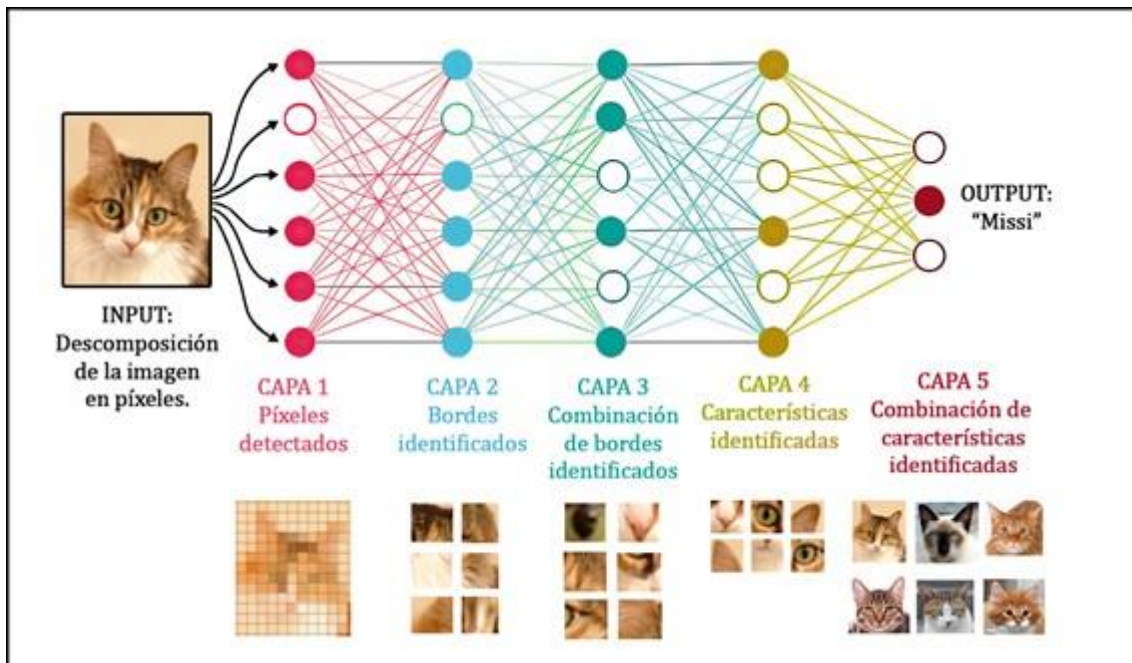 INPUT:
Descomposición
de la imagen
en píxeles.
CAPA 1
Píxeles
detectados
CAPA 2
Bordes
identificados
CAPA 3
Combinación
de bordes
identificados
CAPA 4
Características
identificadas
CAPA 5
Combinación de
características
identificadas
OUTPUT:
“Missi”